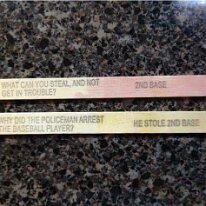 WHAT CAN YOU STEAL, AND NOT 2ND BASE
GET IN TROUBLE?
WHY DID THE POLICEMAN ARREST HE STOLE 2ND BASE
THE BASEBALL PLAYER?